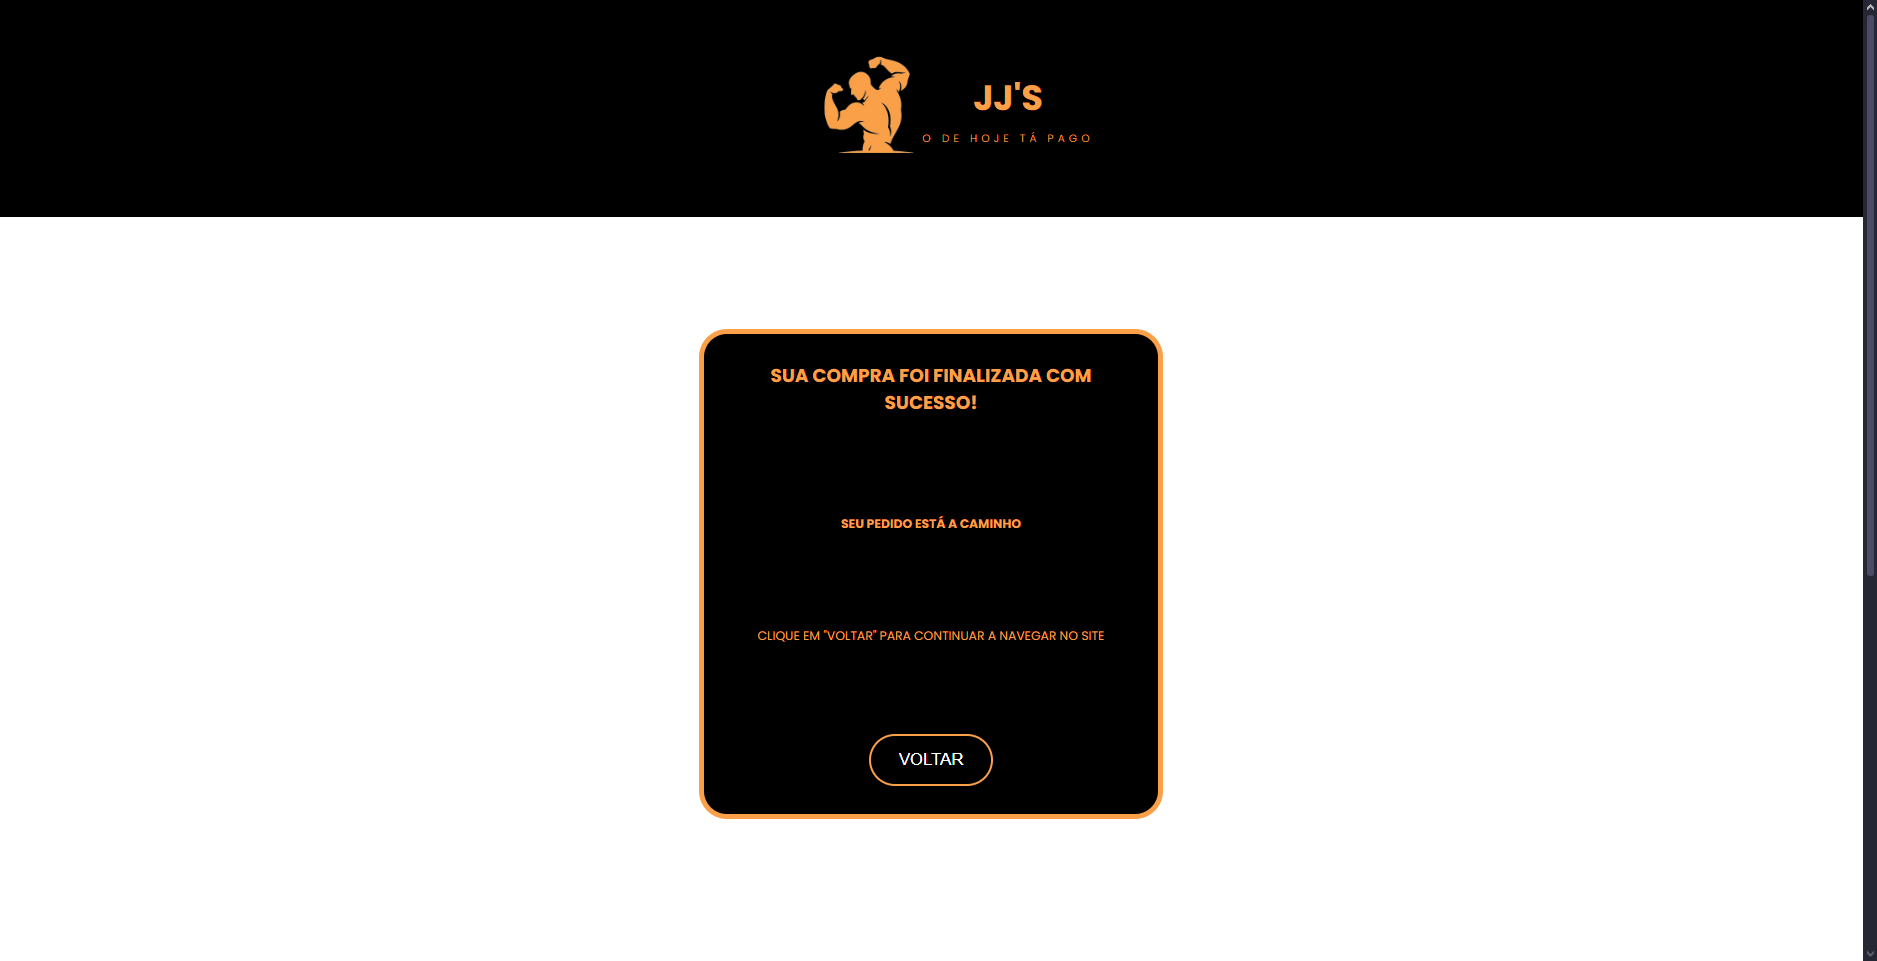 JJ'S
O DE HOJE TÁ PAGO
SUA COMPRA FOI FINALIZADA COM
SUCESSO!
SEU PEDIDO ESTÁ A CAMINHO
CLIQUE EM "VOLTAR" PARA CONTINUAR A NAVEGAR NO SITE
VOLTAR